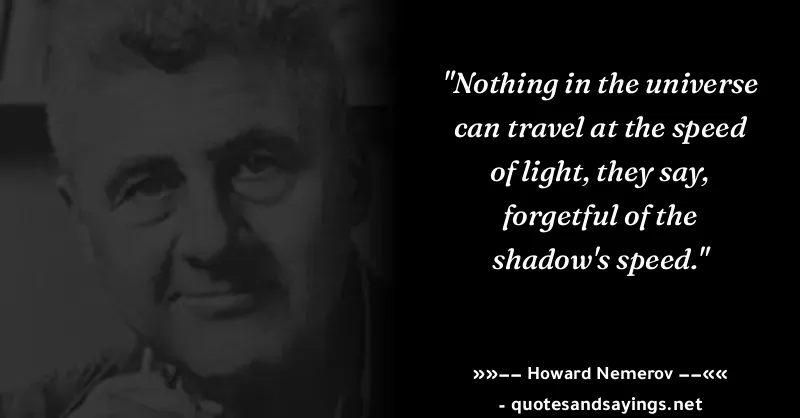 "Nothing in the universe
can travel at the speed
of light, they say,
forgetful of the
shadow's speed."
»»–– Howard Nemerov ––««
- quotesandsayings.net